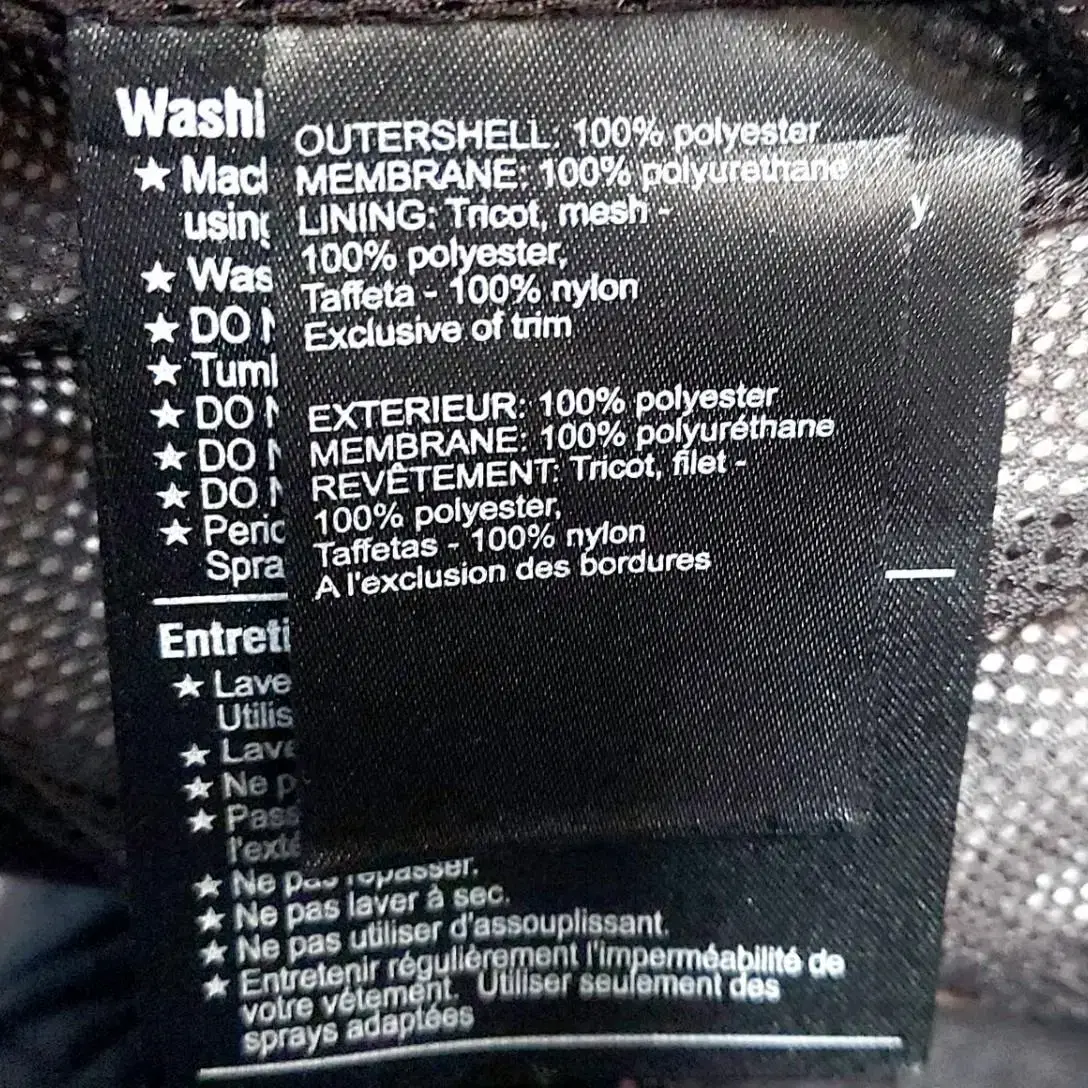 Washi
★ Macl
using
★ Was
★ DO N
★ Tuml
★ DO N
★ DO N
★ DO N
★ Peric
Spra
OUTERSHELL: 100% polyester
MEMBRANE: 100% polyurethane
LINING: Tricot, mesh -
100% polyester,
Taffeta - 100% nylon
Exclusive of trim
EXTERIEUR: 100% polyester
MEMBRANE: 100% polyuréthane
REVÊTEMENT: Tricot, filet -
100% polyester,
Taffetas - 100% nylon
A l'exclusion des bordures
y.
Entreti
★ Lave
Utilis
★ Lave
★ Ne p
★ Pass
l'exté
★ Ne pas repasser.
★ Ne pas laver à sec.
★ Ne pas utiliser d'assouplissant.
★ Entretenir régulièrement l'imperméabilité de
votre vêtement. Utiliser seulement des
sprays adaptées